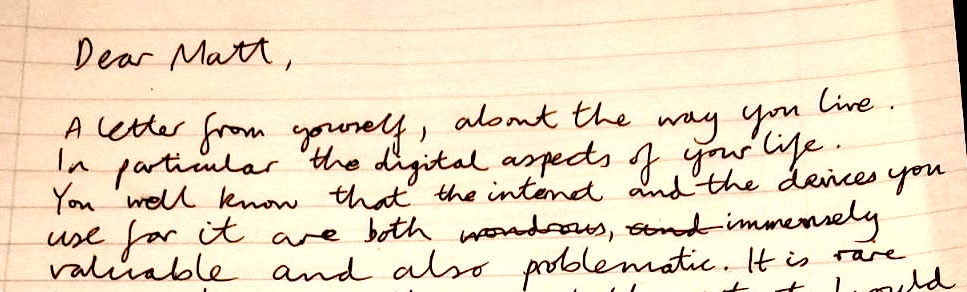 Dear Matt,
A letter from yourself, about the way you live.
In particular the digital aspects of your life.
You well know that the internet and the devices you
use for it are both wondrous, and immensely
valuable and also problematic. It is rare